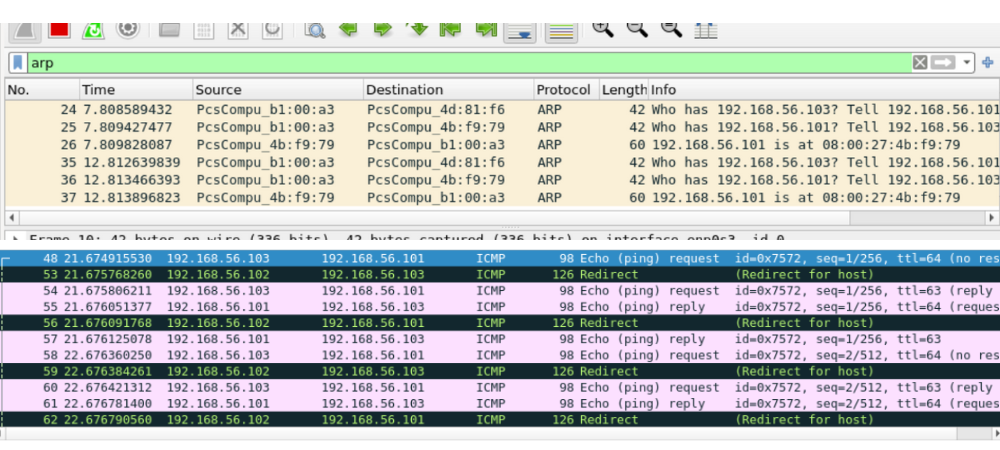 arp
No. Time Source Destination Protocol Length Info
24 7.808589432 PcsCompu_b1:00:a3 PcsCompu_4d:81:f6 ARP 42 Who has 192.168.56.103? Tell 192.168.56.101
25 7.809427477 PcsCompu_b1:00:a3 PcsCompu_4b:f9:79 ARP 42 Who has 192.168.56.101? Tell 192.168.56.103
26 7.809828087 PcsCompu_4b:f9:79 PcsCompu_b1:00:a3 ARP 60 192.168.56.101 is at 08:00:27:4b:f9:79
35 12.812639839 PcsCompu_b1:00:a3 PcsCompu_4d:81:f6 ARP 42 Who has 192.168.56.103? Tell 192.168.56.101
36 12.813466393 PcsCompu_b1:00:a3 PcsCompu_4b:f9:79 ARP 42 Who has 192.168.56.101? Tell 192.168.56.103
37 12.813896823 PcsCompu_4b:f9:79 PcsCompu_b1:00:a3 ARP 60 192.168.56.101 is at 08:00:27:4b:f9:79
Frame 10: 42 bytes on wire (336 bits), 42 bytes captured (336 bits) on interface enp0s3, id 0
48 21.674915530 192.168.56.103 192.168.56.101 ICMP 98 Echo (ping) request id=0x7572, seq=1/256, ttl=64 (no res
53 21.675768260 192.168.56.102 192.168.56.103 ICMP 126 Redirect (Redirect for host)
54 21.675806211 192.168.56.103 192.168.56.101 ICMP 98 Echo (ping) request id=0x7572, seq=1/256, ttl=63 (reply
55 21.676051377 192.168.56.101 192.168.56.103 ICMP 98 Echo (ping) reply id=0x7572, seq=1/256, ttl=64 (reques
56 21.676091768 192.168.56.102 192.168.56.101 ICMP 126 Redirect (Redirect for host)
57 21.676125078 192.168.56.101 192.168.56.103 ICMP 98 Echo (ping) reply id=0x7572, seq=1/256, ttl=63
58 22.676360250 192.168.56.103 192.168.56.101 ICMP 98 Echo (ping) request id=0x7572, seq=2/512, ttl=64 (no res
59 22.676384261 192.168.56.102 192.168.56.103 ICMP 126 Redirect (Redirect for host)
60 22.676421312 192.168.56.103 192.168.56.101 ICMP 98 Echo (ping) request id=0x7572, seq=2/512, ttl=63 (reply
61 22.676781400 192.168.56.101 192.168.56.103 ICMP 98 Echo (ping) reply id=0x7572, seq=2/512, ttl=64 (reques
62 22.676790560 192.168.56.102 192.168.56.101 ICMP 126 Redirect (Redirect for host)